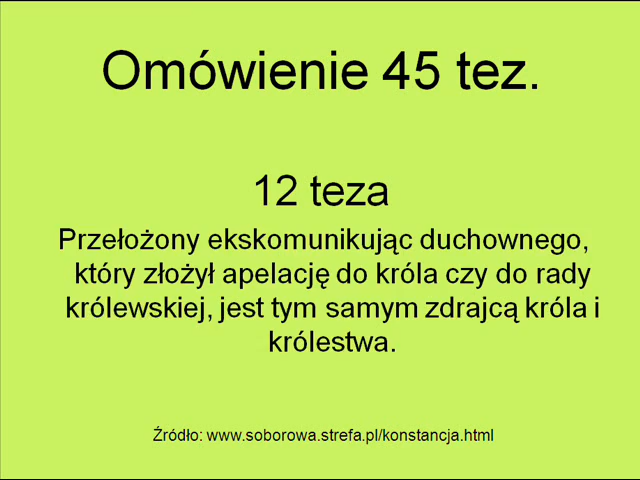 Omówienie 45 tez.
12 teza
Przełożony ekskomunikując duchownego,
który złożył apelację do króla czy do rady
królewskiej, jest tym samym zdrajcą króla i
królestwa.
Źródło: www.soborowa.strefa.pl/konstancja.html